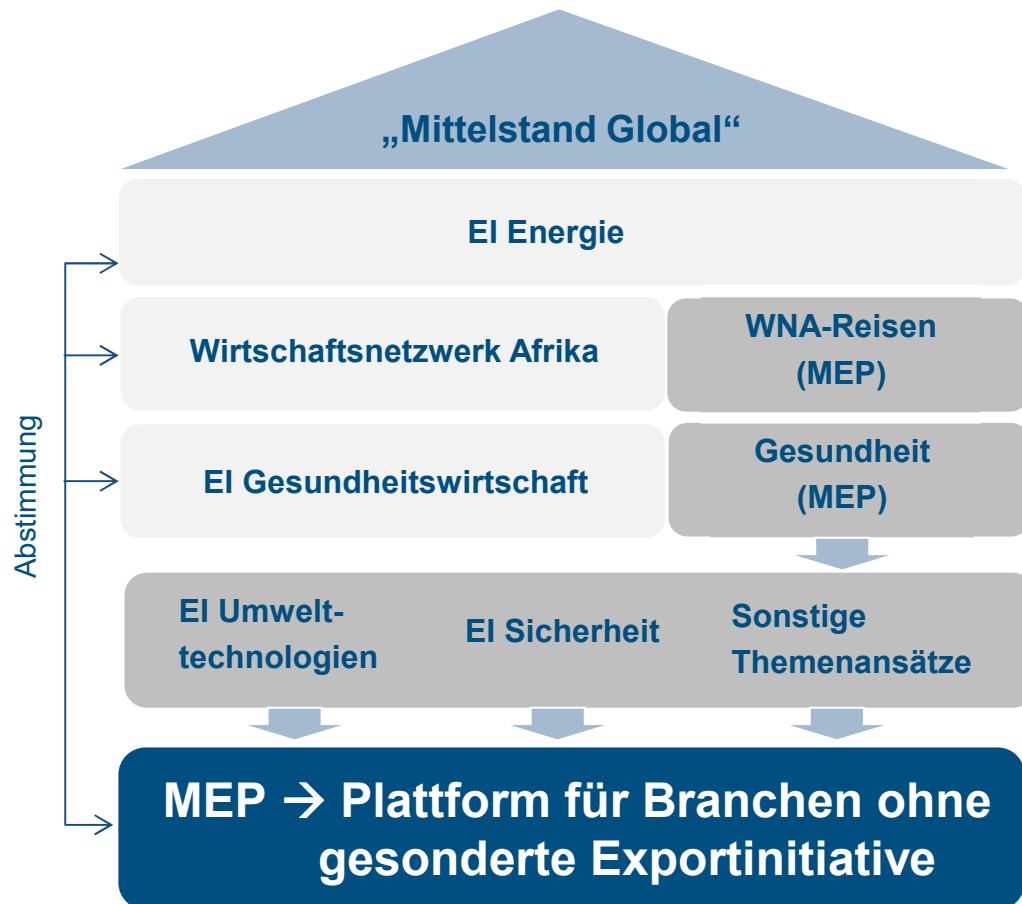 „Mittelstand Global“
EI Energie
Wirtschaftsnetzwerk Afrika
WNA-Reisen
(MEP)
EI Gesundheitswirtschaft
Gesundheit
(MEP)
Abstimmung
EI Umwelt-
technologien
EI Sicherheit
Sonstige
Themenansätze
MEP → Plattform für Branchen ohne
gesonderte Exportinitiative